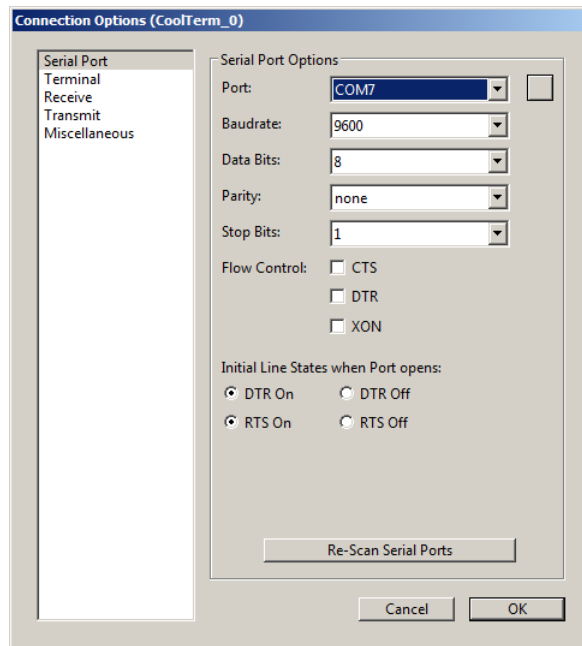 Connection Options (CoolTerm_0)
Serial Port
Terminal
Receive
Transmit
Miscellaneous
Serial Port Options
Port: COM7
Baudrate: 9600
Data Bits: 8
Parity: none
Stop Bits: 1
Flow Control: CTS
DTR
XON
Initial Line States when Port opens:
DTR On DTR Off
RTS On RTS Off
Re-Scan Serial Ports
Cancel OK